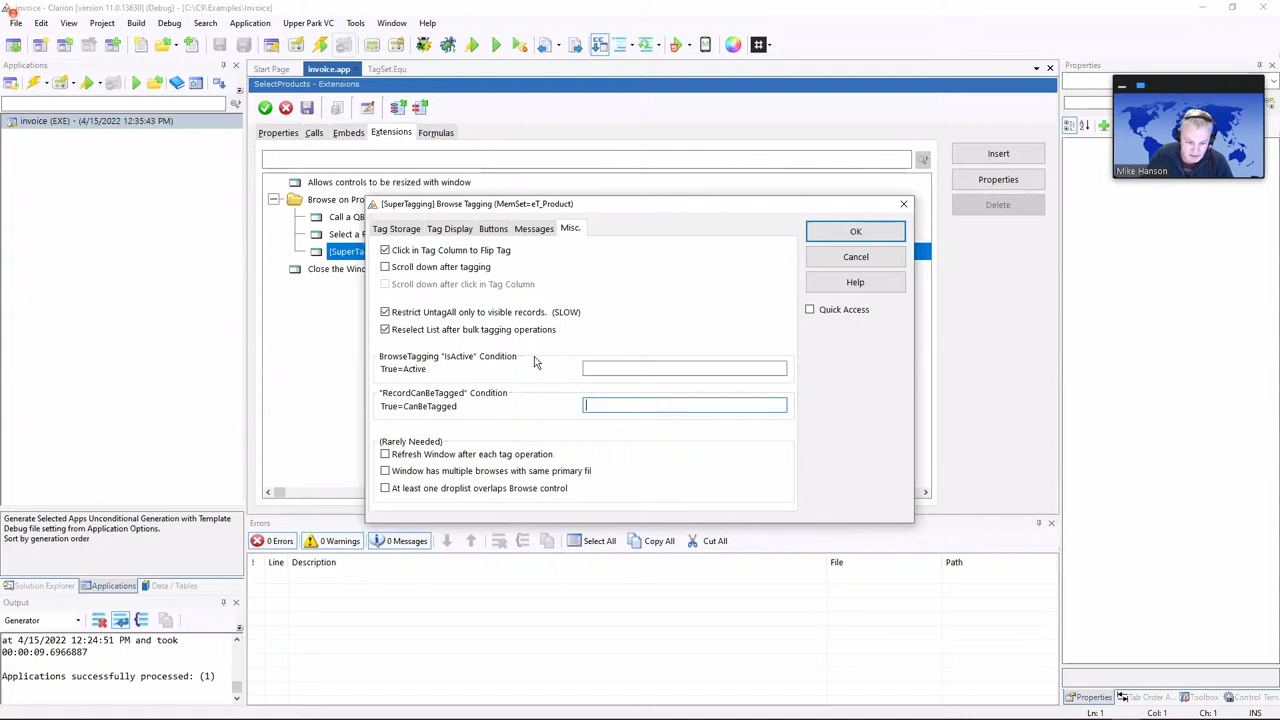 invoice - Clarion (version 11.0.13630) (Debug) - [C:\C9\Examples\Invoice]
File Edit View Project Build Debug Search Application Upper Park VC Tools Window Help
Applications
Start Page invoice.app TagSet.Equ
Properties
SelectProducts - Extensions
invoice (EXE) - (4/15/2022 12:35:43 PM)
Properties Calls Embeds Extensions Formulas
Mike Hanson
Insert
Properties
Delete
Allows controls to be resized with window
Browse on Pro
Call a QB
Select a
[SuperTa
Close the Win
[SuperTagging] Browse Tagging (MemSet=eT_Product)
Tag Storage Tag Display Buttons Messages Misc.
OK
Cancel
Help
Quick Access
Click in Tag Column to Flip Tag
Scroll down after tagging
Scroll down after click in Tag Column
Restrict UntagAll only to visible records. (SLOW)
Reselect List after bulk tagging operations
BrowseTagging "IsActive" Condition
True=Active
"RecordCanBeTagged" Condition
True=CanBeTagged
(Rarely Needed)
Refresh Window after each tag operation
Window has multiple browses with same primary fil
At least one droplist overlaps Browse control
Generate Selected Apps Unconditional Generation with Template
Debug file setting from Application Options.
Sort by generation order
Solution Explorer Applications Data / Tables
Errors
0 Errors 0 Warnings 0 Messages Select All Copy All Cut All
! Line Description File Path
Output
Generator
at 4/15/2022 12:24:51 PM and took
00:00:09.6966887
Applications successfully processed: (1)
Properties Tab Order A... Toolbox Control Tem..
Ln: 1 Col: 1 Ch: 1 INS